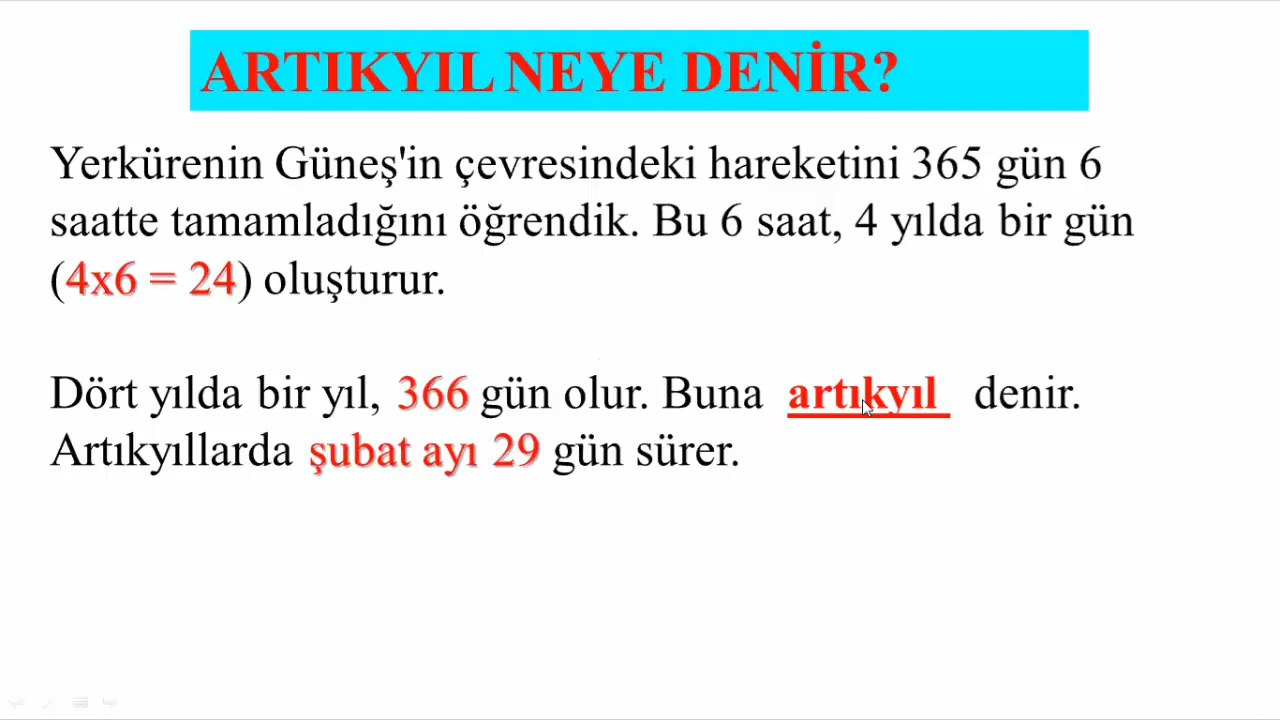 ARTIKYIL NEYE DENİR?
Yerkürenin Güneş'in çevresindeki hareketini 365 gün 6
saatte tamamladığını öğrendik. Bu 6 saat, 4 yılda bir gün
(4x6 = 24) oluşturur.
Dört yılda bir yıl, 366 gün olur. Buna artıkyıl denir.
Artıkyıllarda şubat ayı 29 gün sürer.